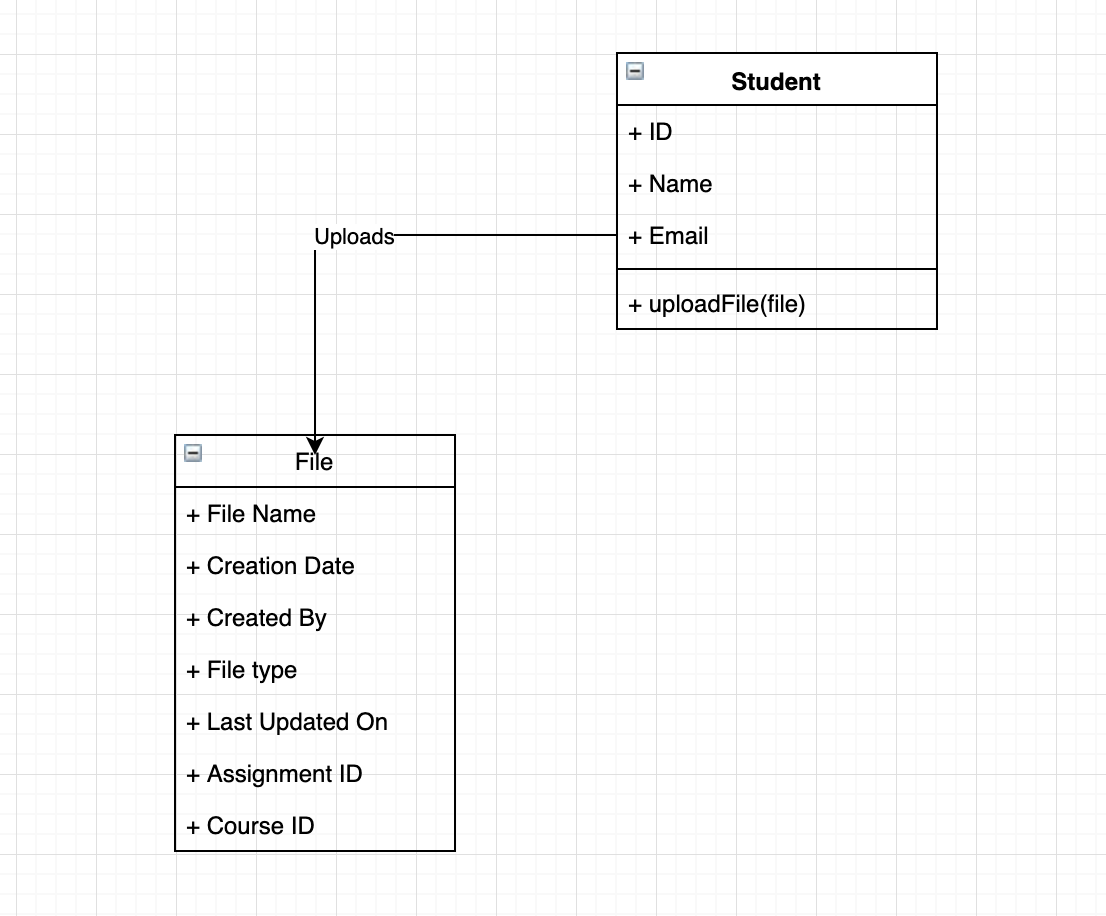 Student
+ ID
+ Name
+ Email
+ uploadFile(file)
Uploads
File
+ File Name
+ Creation Date
+ Created By
+ File type
+ Last Updated On
+ Assignment ID
+ Course ID